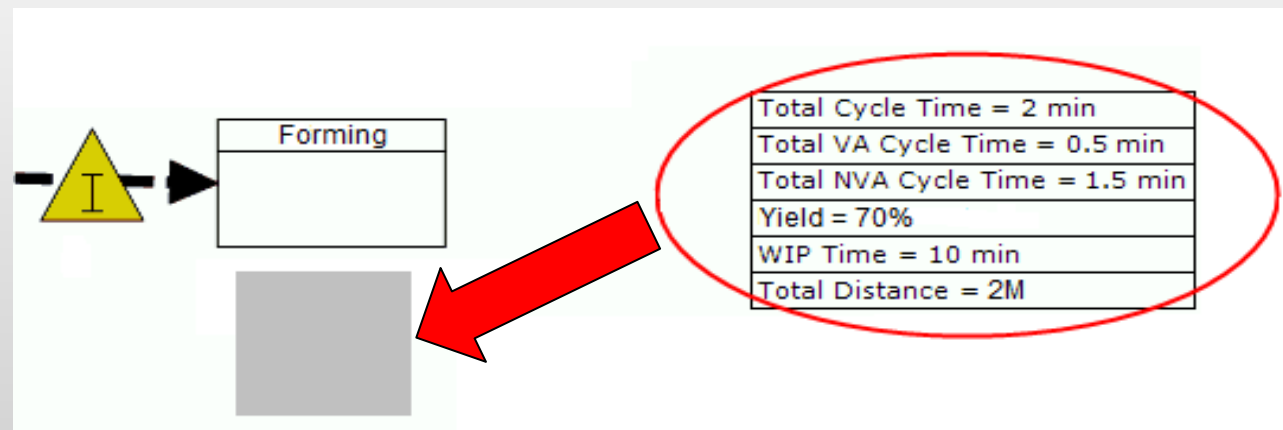 Forming
I
Total Cycle Time = 2 min
Total VA Cycle Time = 0.5 min
Total NVA Cycle Time = 1.5 min
Yield = 70%
WIP Time = 10 min
Total Distance = 2M